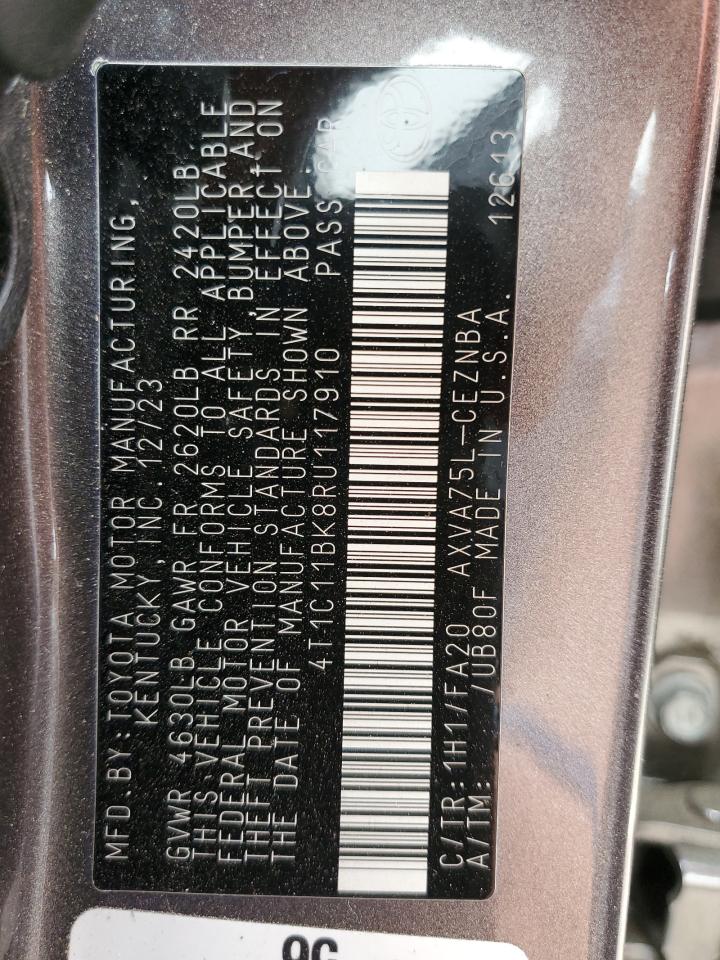 MFD.BY:TOYOTA MOTOR MANUFACTURING,
KENTUCKY,INC.12/23
GVWR 4630LB GAWR FR 2620LB RR 2420LB
THIS VEHICLE CONFORMS TO ALL APPLICABLE
FEDERAL MOTOR VEHICLE SAFETY,BUMPER,AND
THEFT PREVENTION STANDARDS IN EFFECT ON
THE DATE OF MANUFACTURE SHOWN ABOVE.
4T1C11BK8RU117910 PASS CAR
C/TR:1H1/FA20 AXVA75L-CEZNBA
A/TM: /UB80F MADE IN U.S.A. 12613